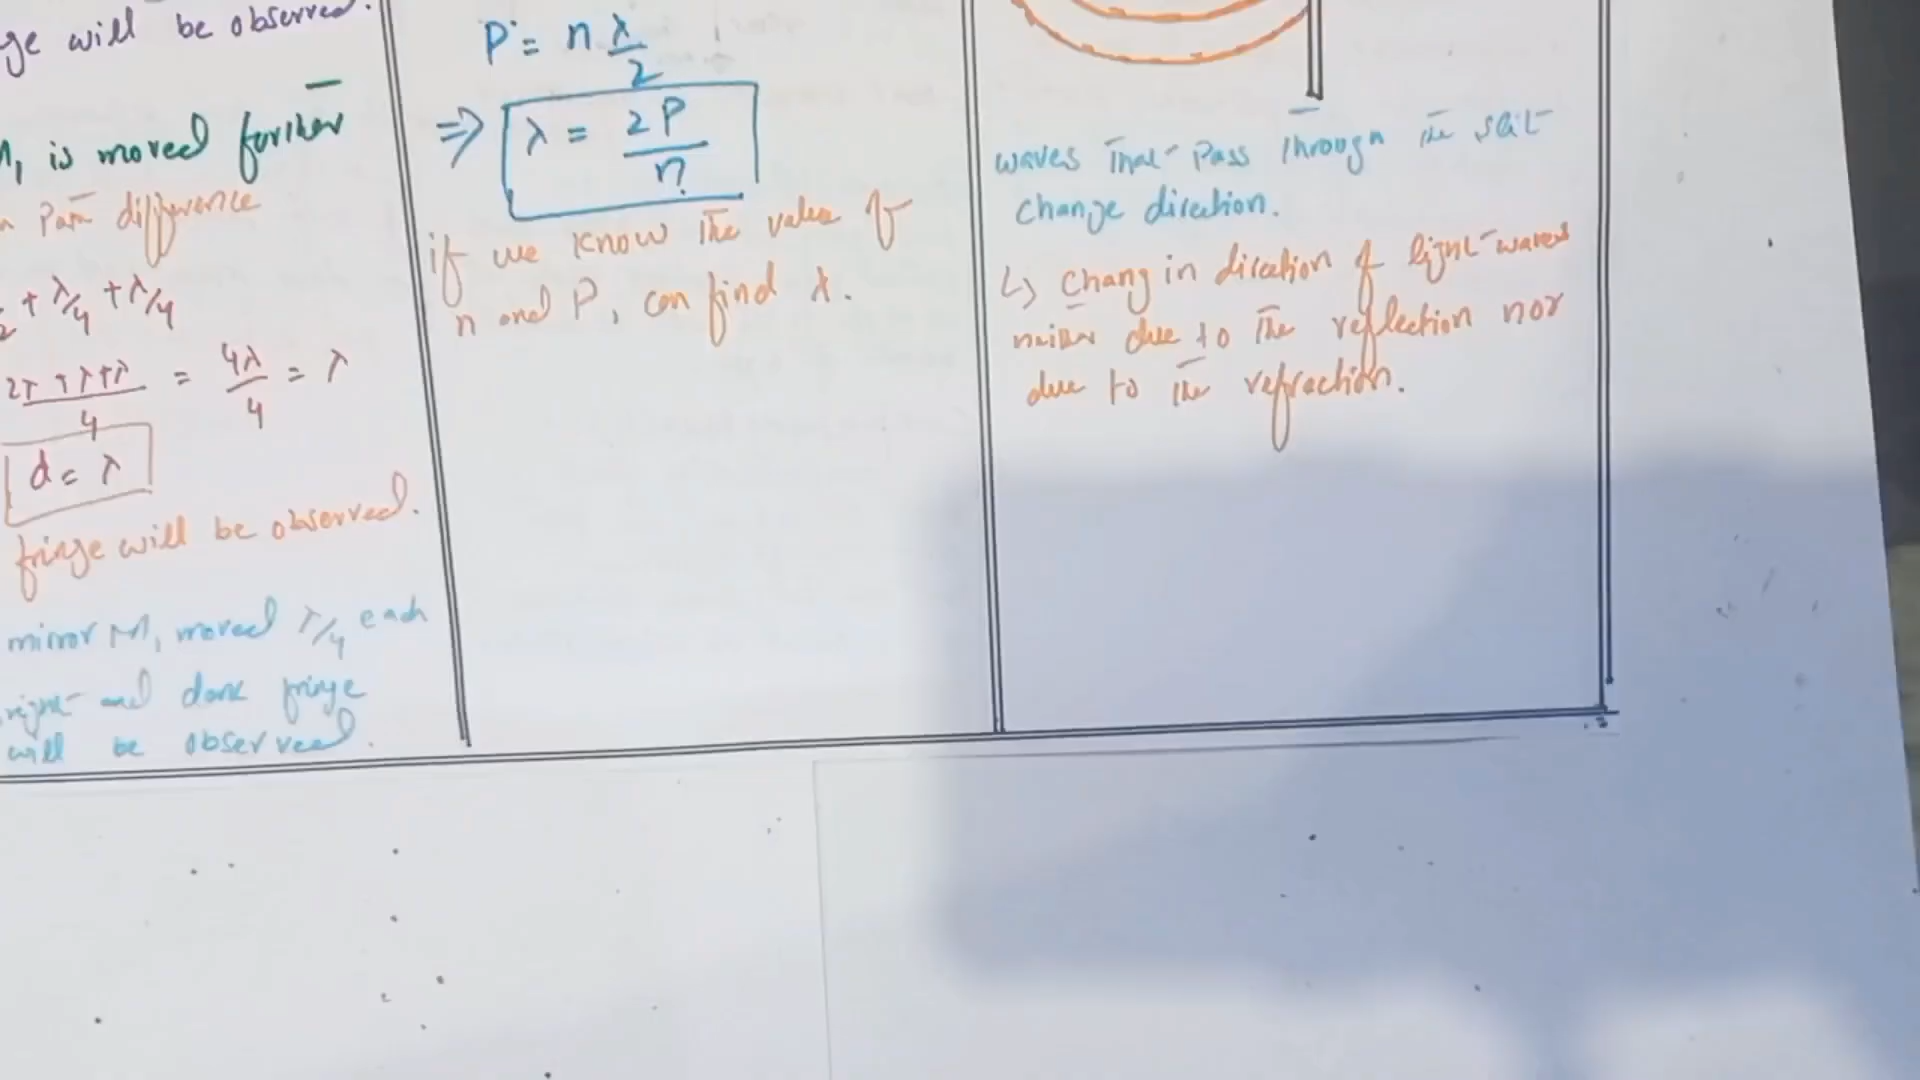 ge will be observed.
M₁ is moved further
Path difference
+ λ/4 + λ/4
2λ + λ + λ / 4 = 4λ/4 = λ
d = λ
fringe will be observed.
mirror M₁ moved λ/4 each
right and dark fringe
will be observed.
P = n λ/2
⇒ λ = 2P/n
if we know the value of
n and P, can find λ.
waves that Pass through the slit
change direction.
↳ Chang in direction of light waves
neither due to the reflection nor
due to the refraction.